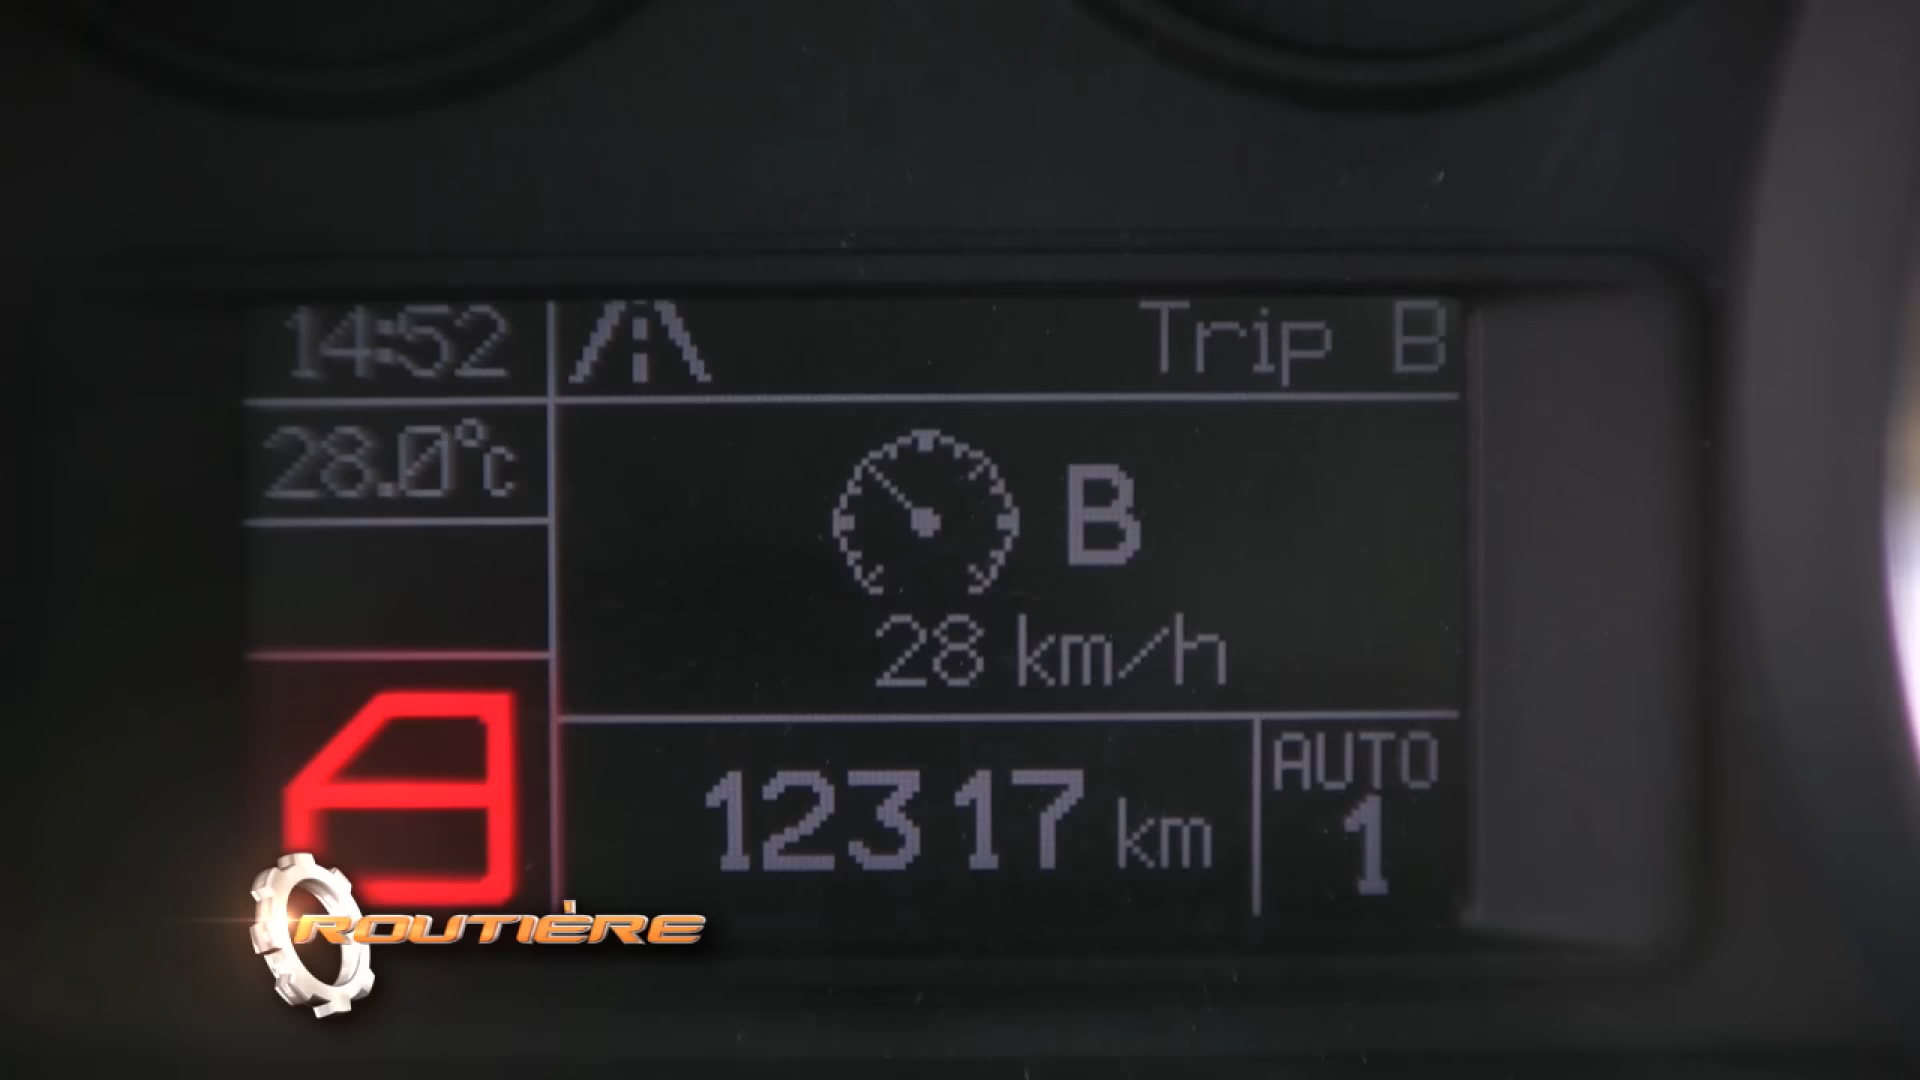 14:52
Trip B
28.0°c
B
28 km/h
12317 km
AUTO
1
ROUTIÈRE